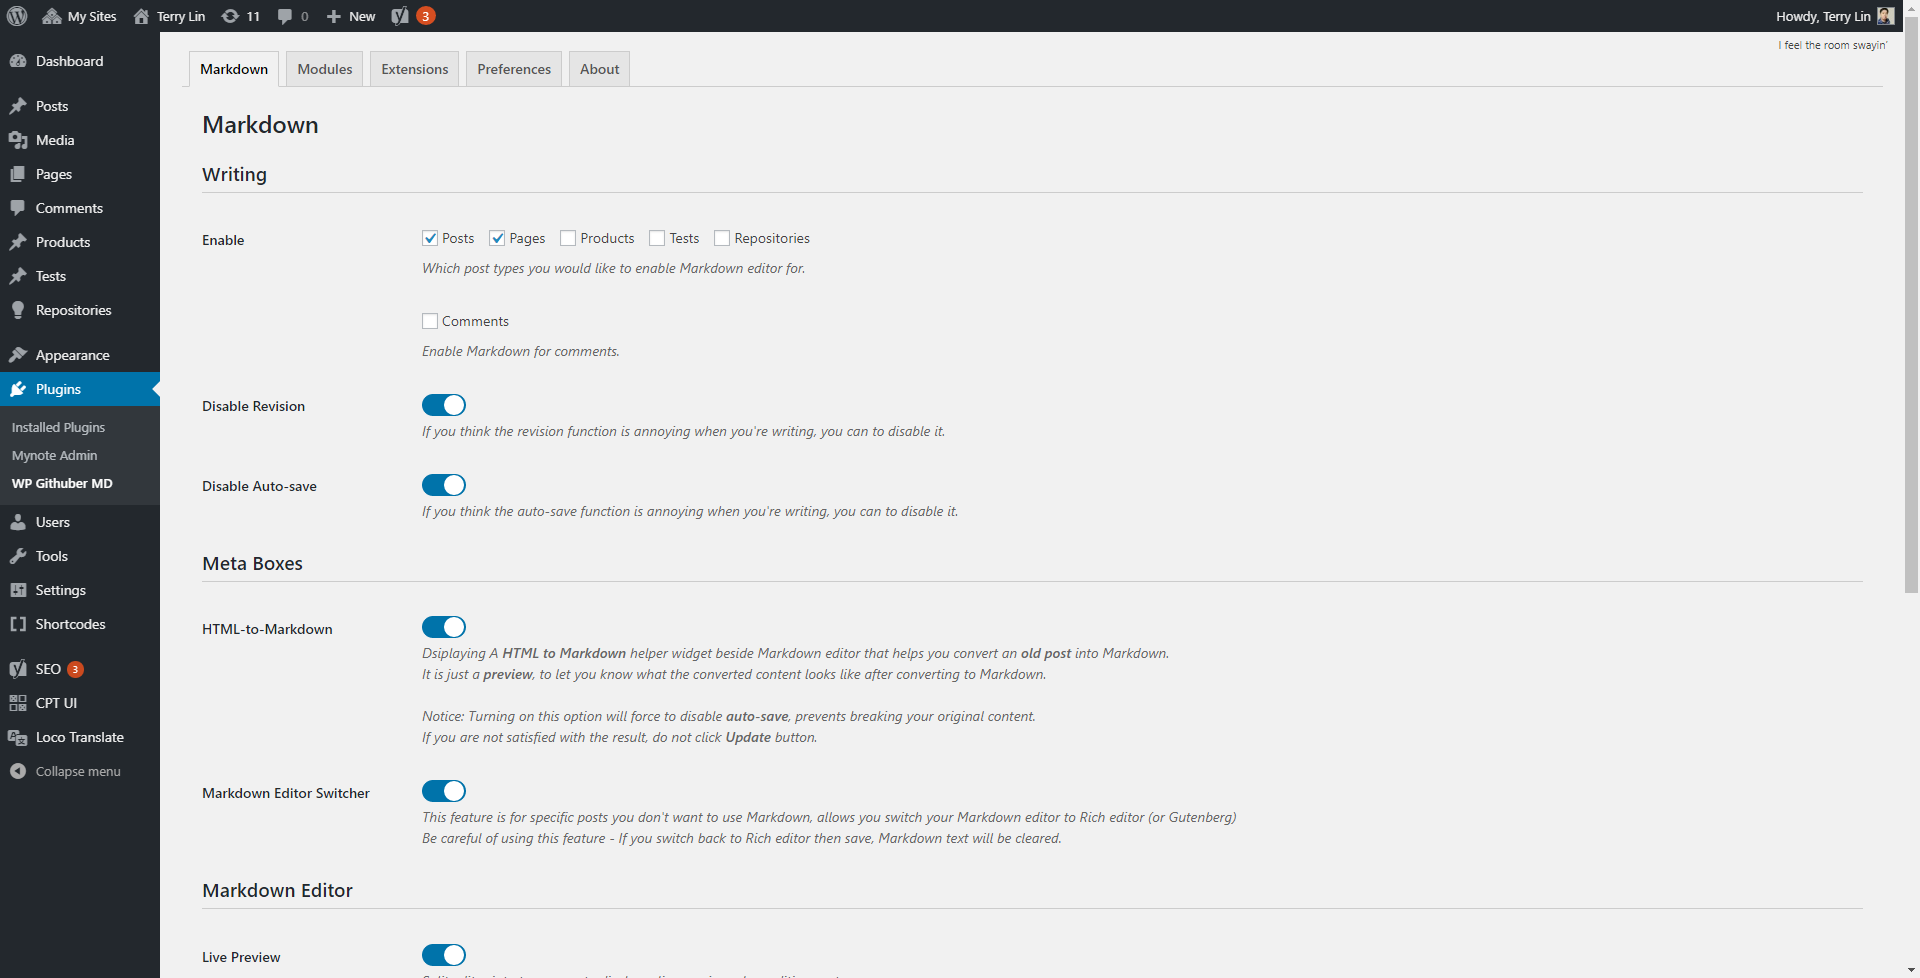 My Sites Terry Lin 11 0 New 3 Howdy, Terry Lin
I feel the room swayin'
Dashboard
Posts
Media
Pages
Comments
Products
Tests
Repositories
Appearance
Plugins
Installed Plugins
Mynote Admin
WP Githuber MD
Users
Tools
Settings
Shortcodes
SEO 3
CPT UI
Loco Translate
Collapse menu
Markdown Modules Extensions Preferences About
Markdown
Writing
Enable
Posts Pages Products Tests Repositories
Which post types you would like to enable Markdown editor for.
Comments
Enable Markdown for comments.
Disable Revision
If you think the revision function is annoying when you're writing, you can to disable it.
Disable Auto-save
If you think the auto-save function is annoying when you're writing, you can to disable it.
Meta Boxes
HTML-to-Markdown
Dsiplaying A HTML to Markdown helper widget beside Markdown editor that helps you convert an old post into Markdown.
It is just a preview, to let you know what the converted content looks like after converting to Markdown.
Notice: Turning on this option will force to disable auto-save, prevents breaking your original content.
If you are not satisfied with the result, do not click Update button.
Markdown Editor Switcher
This feature is for specific posts you don't want to use Markdown, allows you switch your Markdown editor to Rich editor (or Gutenberg)
Be careful of using this feature - If you switch back to Rich editor then save, Markdown text will be cleared.
Markdown Editor
Live Preview